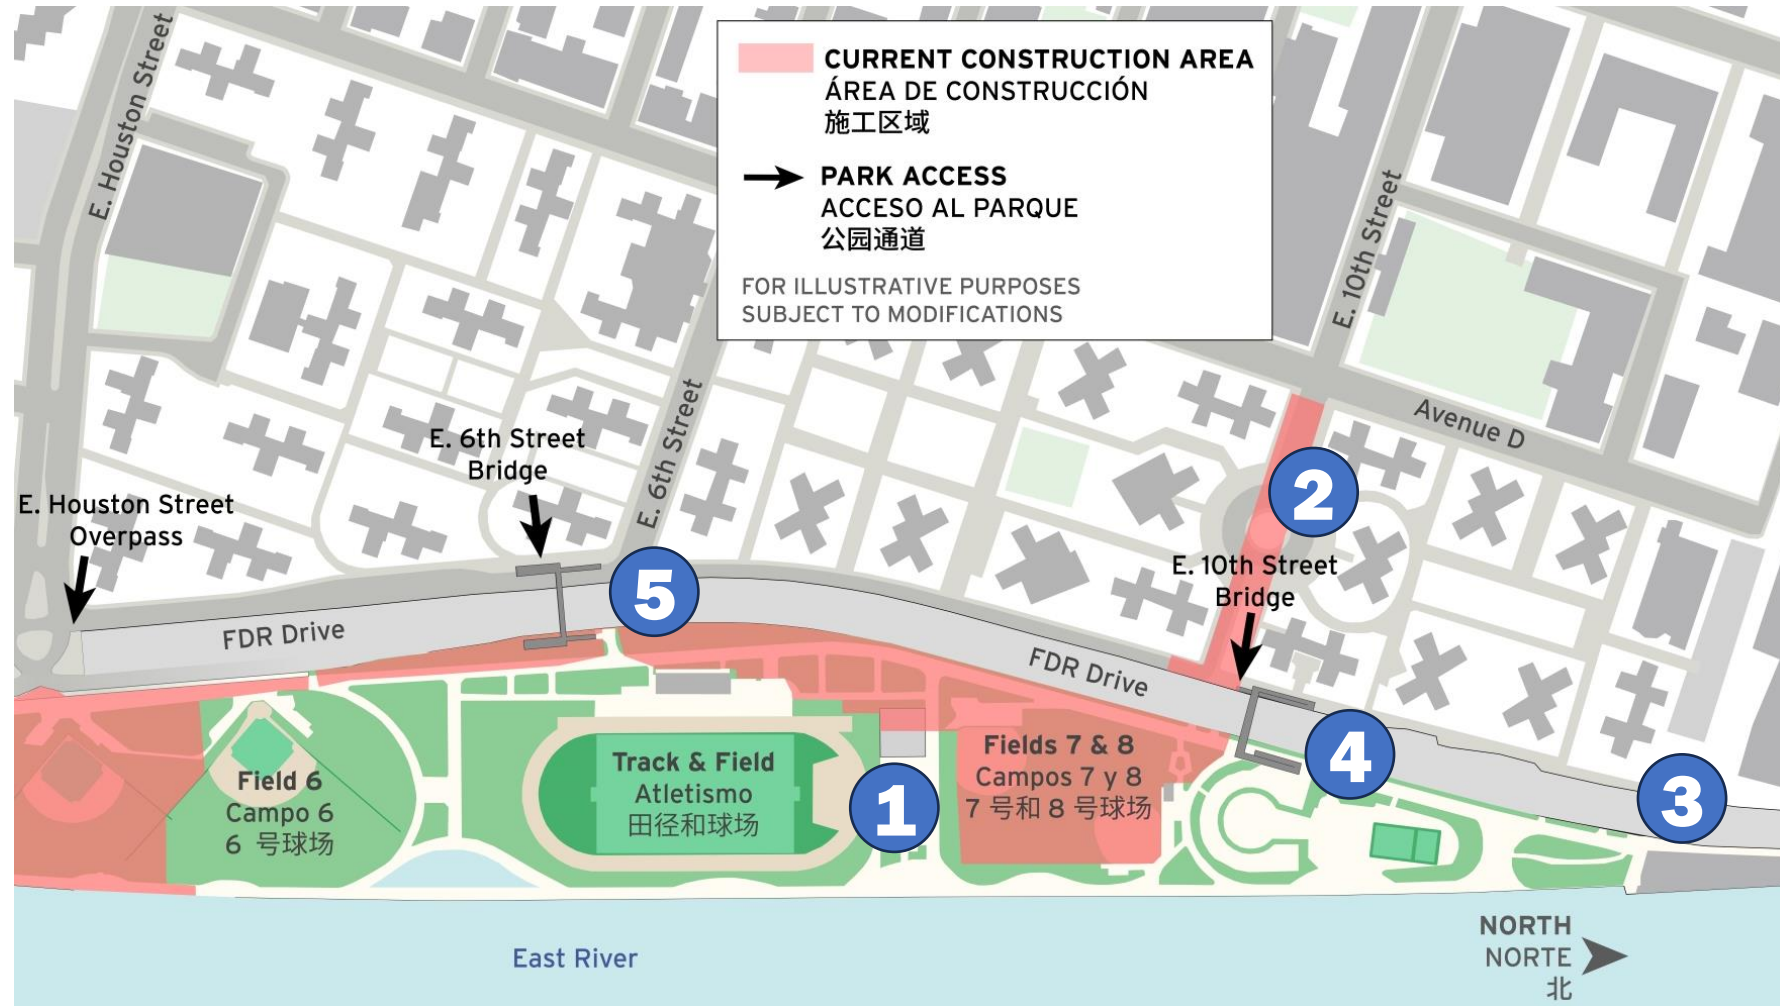 CURRENT CONSTRUCTION AREA
ÁREA DE CONSTRUCCIÓN
施工区域
PARK ACCESS
ACCESO AL PARQUE
公园通道
FOR ILLUSTRATIVE PURPOSES
SUBJECT TO MODIFICATIONS
E. Houston Street
E. 10th Street
Avenue D
E. 6th Street
E. 6th Street
Bridge
E. Houston Street
Overpass
2
E. 10th Street
Bridge
5
FDR Drive
FDR Drive
4
3
1
Field 6
Campo 6
6 号球场
Track & Field
Atletismo
田径和球场
Fields 7 & 8
Campos 7 y 8
7 号和 8 号球场
East River
NORTH
NORTE
北